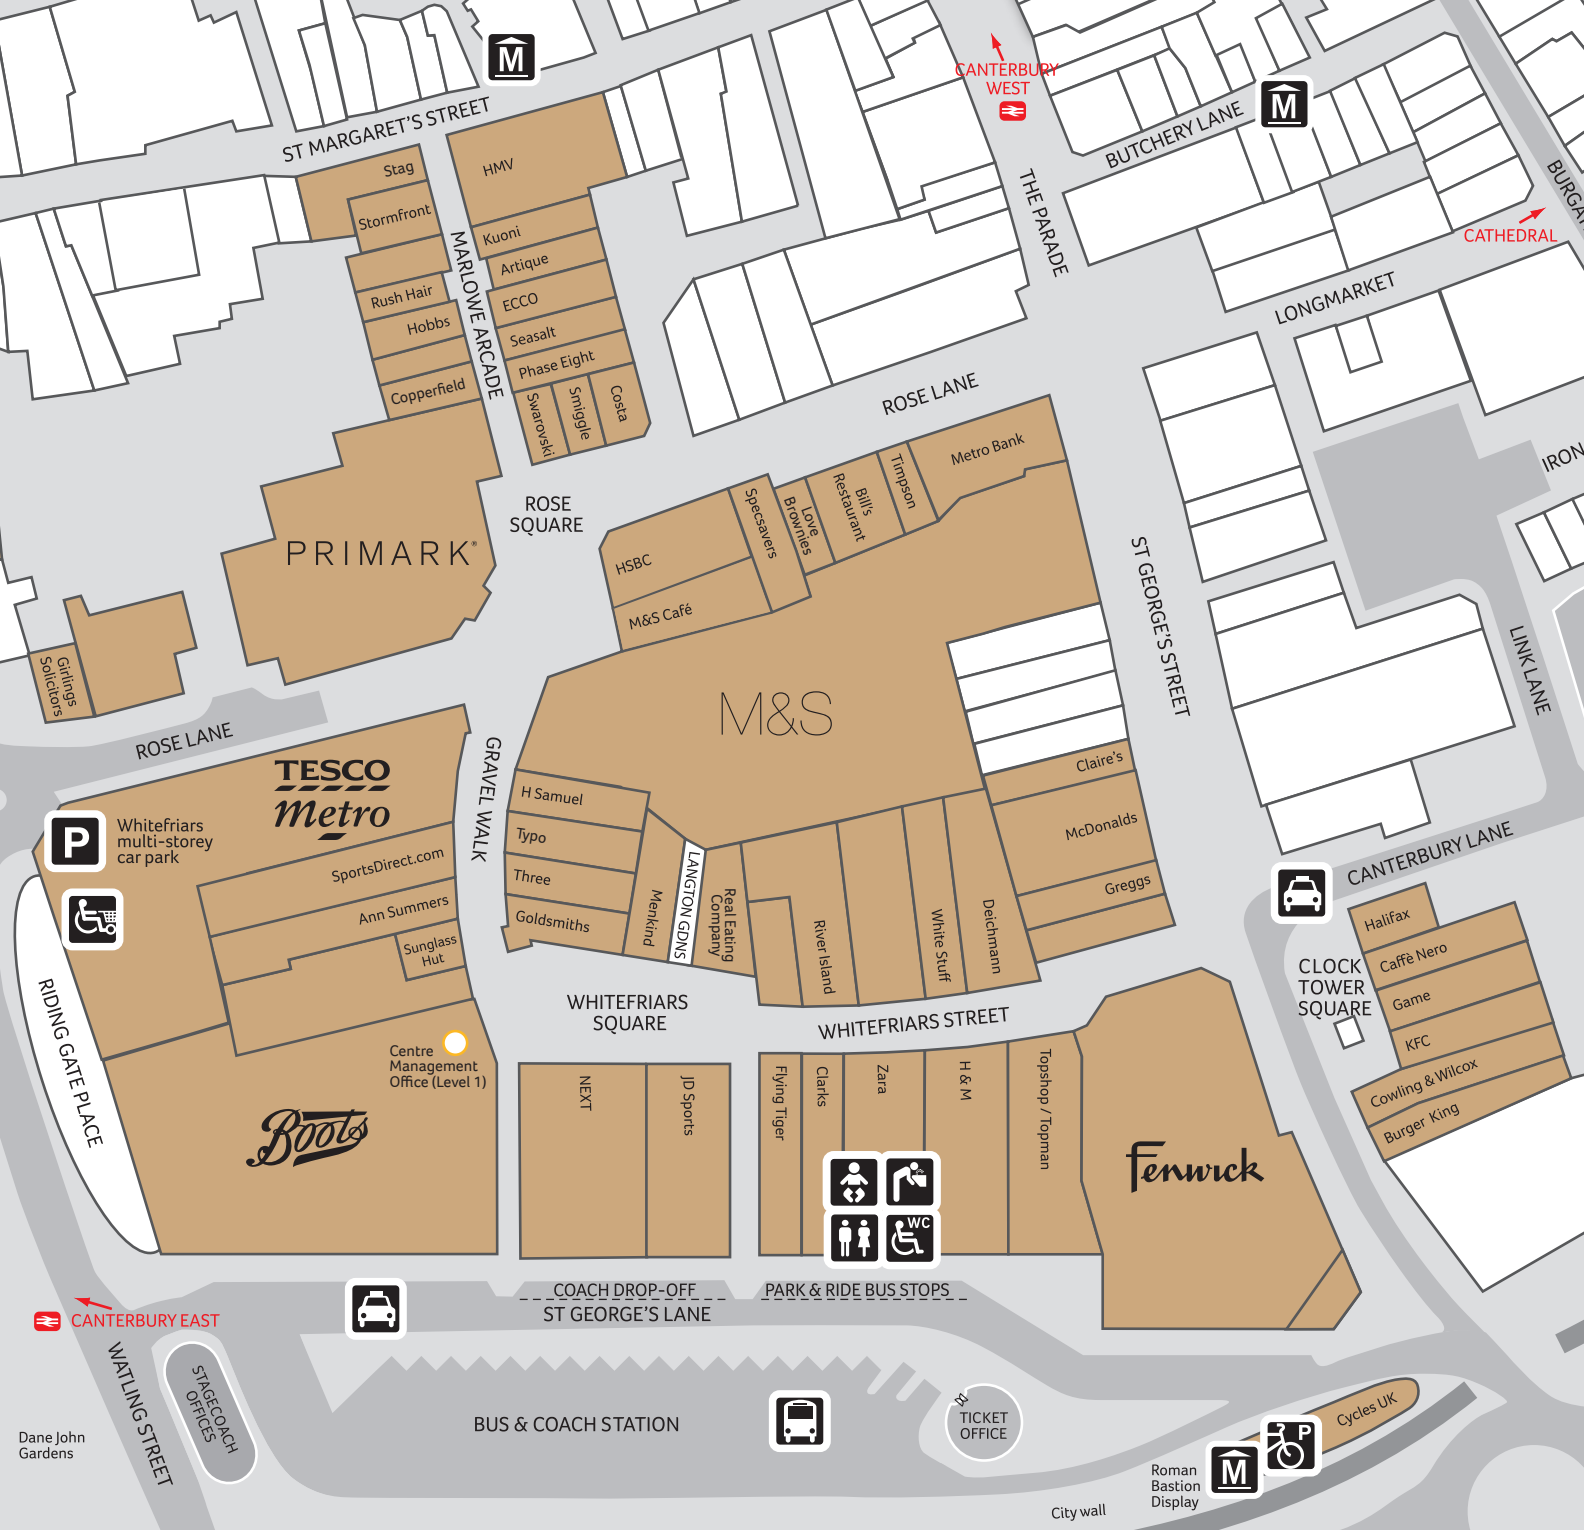 M
CANTERBURY
WEST
M
ST MARGARET'S STREET
BUTCHERY LANE
Stag
HMV
THE PARADE
BURGA
Stormfront
CATHEDRAL
Kuoni
MARLOWE ARCADE
Artique
Rush Hair
ECCO
LONGMARKET
Hobbs
Seasalt
Phase Eight
Copperfield
Swarovski
Smiggle
Costa
ROSE LANE
Metro Bank
IRON
Timpson
Bill's
Restaurant
Love
Brownies
Specsavers
ROSE
SQUARE
PRIMARK®
HSBC
M&S Café
ST GEORGE'S STREET
LINK LANE
Girlings
Solicitors
M&S
ROSE LANE
GRAVEL WALK
TESCO
Metro
Claire's
H Samuel
McDonalds
P
Whitefriars
multi-storey
car park
Typo
SportsDirect.com
Three
CANTERBURY LANE
Greggs
Ann Summers
Goldsmiths
Menkind
LANGTON GDNS
Real Eating
Company
River Island
White Stuff
Deichmann
Halifax
Sunglass
Hut
Caffè Nero
CLOCK
TOWER
SQUARE
Game
WHITEFRIARS
SQUARE
WHITEFRIARS STREET
KFC
RIDING GATE PLACE
Centre
Management
Office (Level 1)
NEXT
JD Sports
Flying Tiger
Clarks
Zara
H & M
Topshop / Topman
Cowling & Wilcox
Burger King
Boots
Fenwick
WC
COACH DROP-OFF
PARK & RIDE BUS STOPS
ST GEORGE'S LANE
CANTERBURY EAST
WATLING STREET
STAGECOACH
OFFICES
BUS & COACH STATION
TICKET
OFFICE
Cycles UK
P
Dane John
Gardens
M
Roman
Bastion
Display
City wall